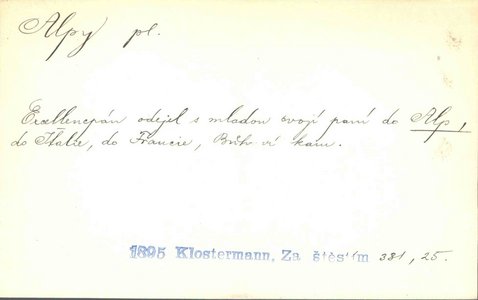 Alpy pl.
Excellencpán odejel s mladou svojí paní do Alp,
do Itálie, do Francie, Bůh ví kam.
1895 Klostermann, Za štěstím 381, 25.